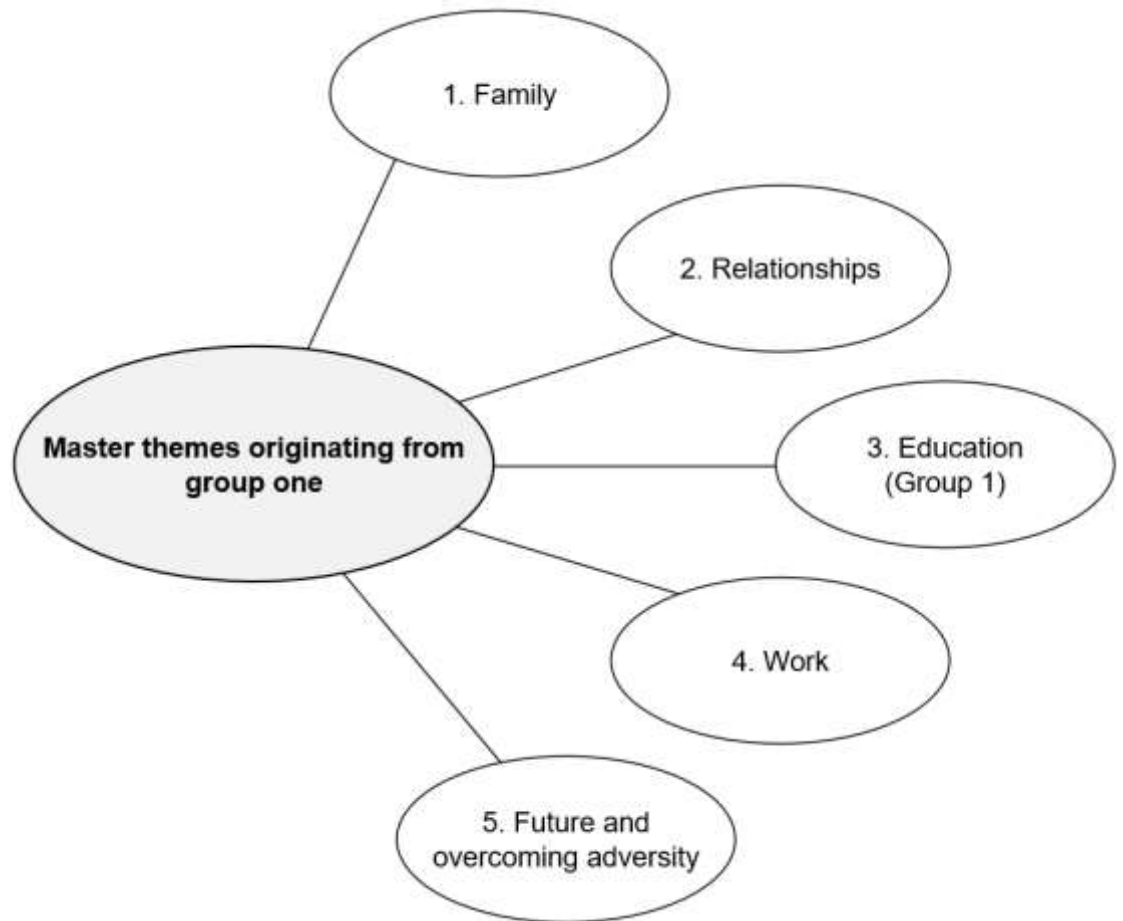 1. Family
2. Relationships
Master themes originating from
group one
3. Education
(Group 1)
4. Work
5. Future and
overcoming adversity